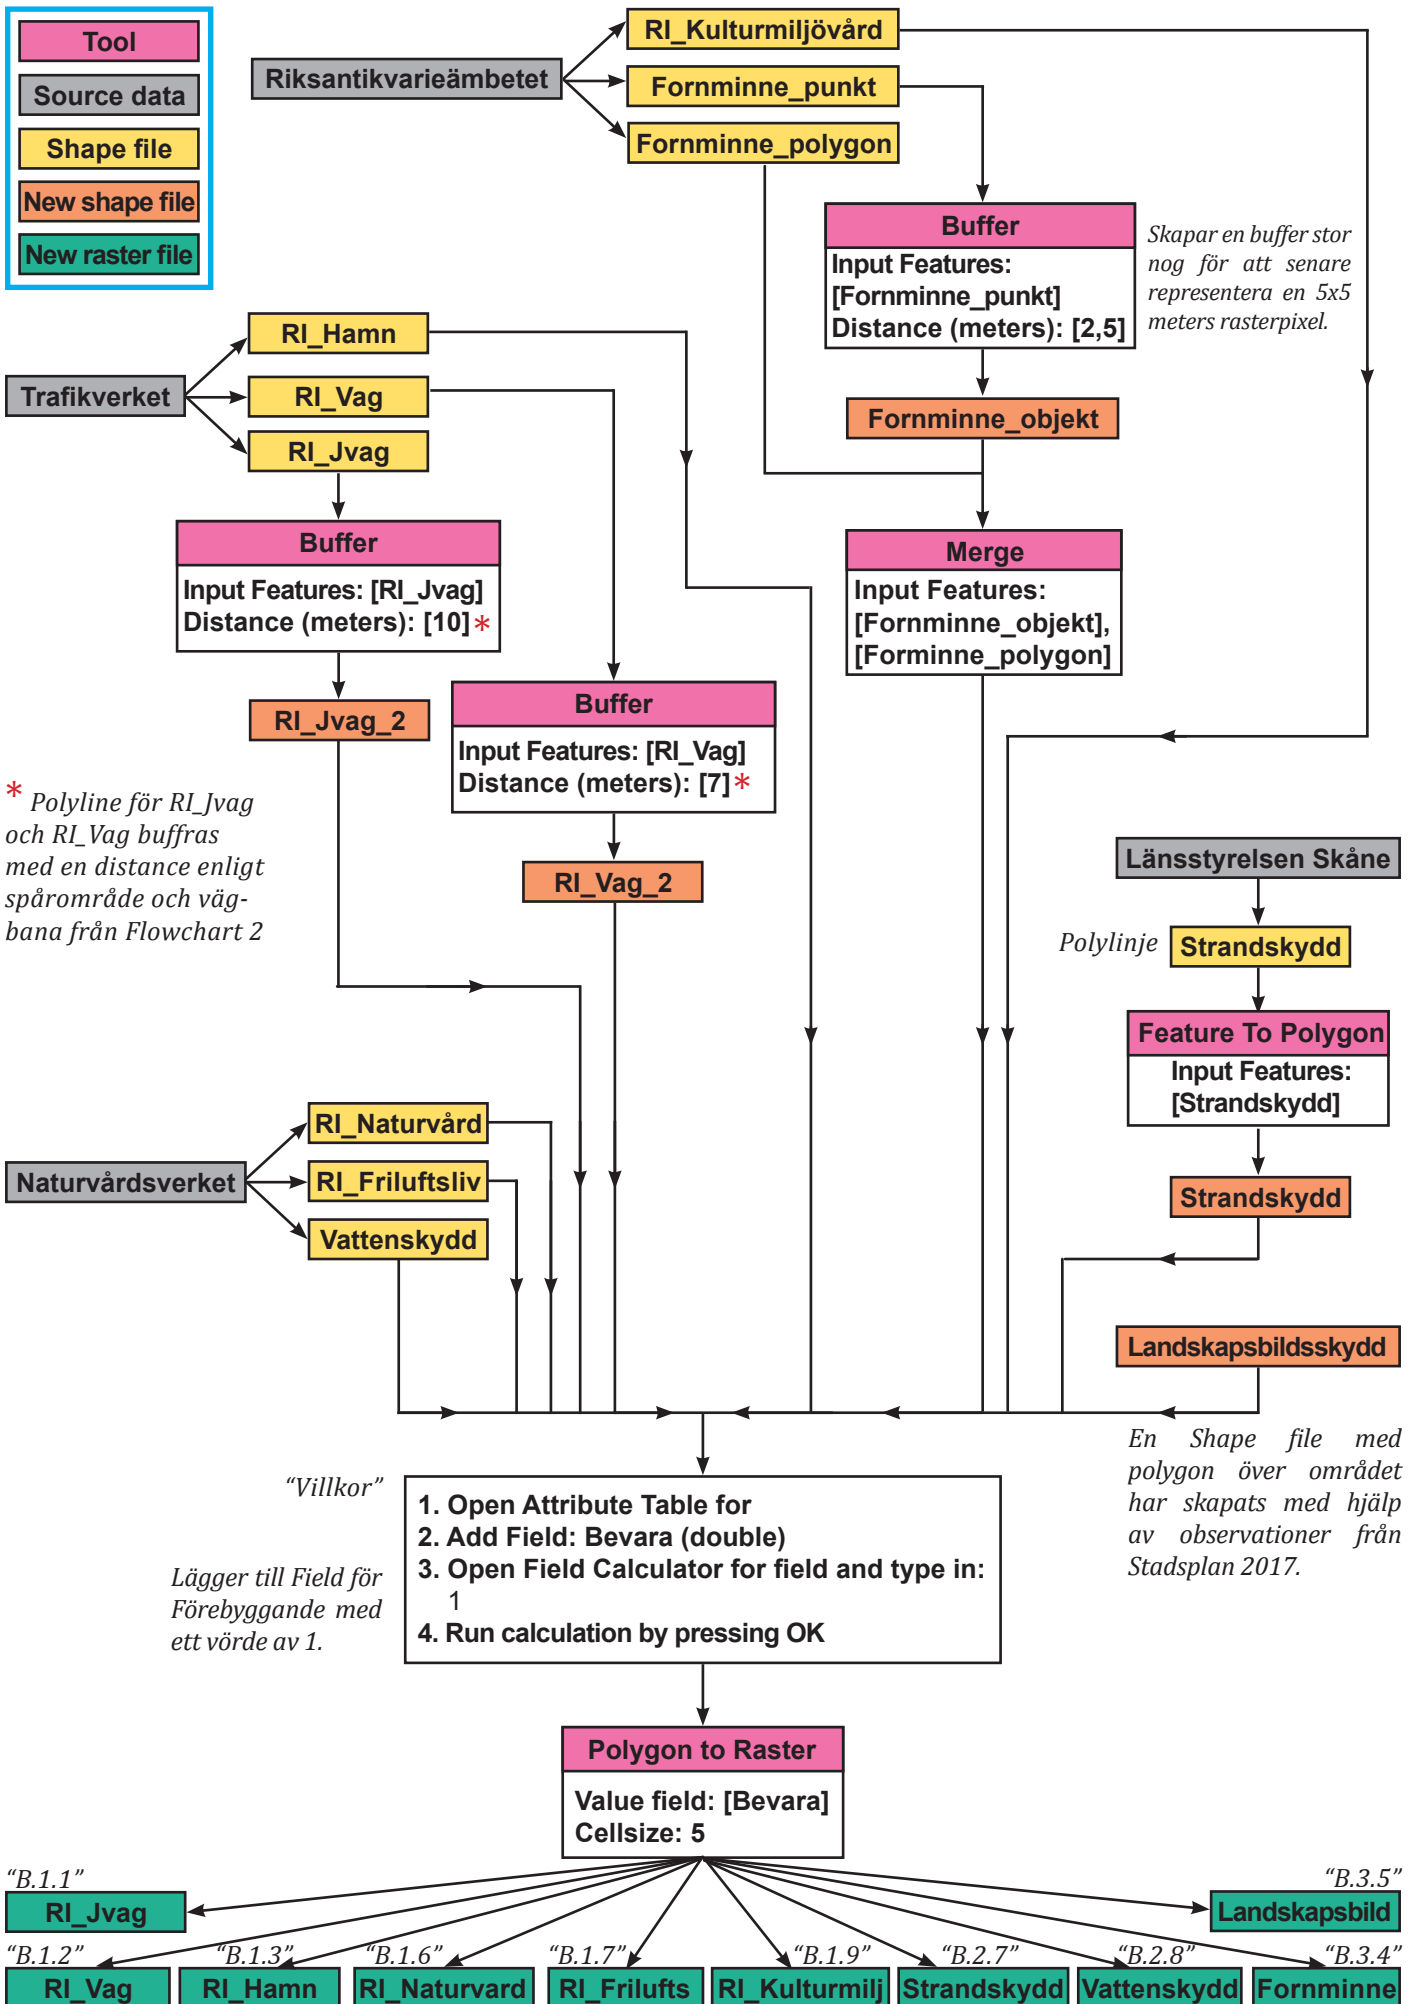 Tool
Source data
Shape file
New shape file
New raster file
Riksantikvarieämbetet
RI_Kulturmiljövård
Fornminne_punkt
Fornminne_polygon
Buffer
Input Features:
[Fornminne_punkt]
Distance (meters): [2,5]
Skapar en buffer stor
nog för att senare
representera en 5x5
meters rasterpixel.
Fornminne_objekt
Merge
Input Features:
[Fornminne_objekt],
[Forminne_polygon]
Trafikverket
RI_Hamn
RI_Vag
RI_Jvag
Buffer
Input Features: [RI_Jvag]
Distance (meters): [10]*
RI_Jvag_2
Buffer
Input Features: [RI_Vag]
Distance (meters): [7]*
RI_Vag_2
* Polyline för RI_Jvag
och RI_Vag buffras
med en distance enligt
spårområde och väg-
bana från Flowchart 2
Länsstyrelsen Skåne
Polylinje
Strandskydd
Feature To Polygon
Input Features:
[Strandskydd]
Strandskydd
Naturvårdsverket
RI_Naturvård
RI_Friluftsliv
Vattenskydd
Landskapsbildsskydd
En Shape file med
polygon över området
har skapats med hjälp
av observationer från
Stadsplan 2017.
"Villkor"
Lägger till Field för
Förebyggande med
ett vörde av 1.
1. Open Attribute Table for
2. Add Field: Bevara (double)
3. Open Field Calculator for field and type in:
1
4. Run calculation by pressing OK
Polygon to Raster
Value field: [Bevara]
Cellsize: 5
"B.1.1"
RI_Jvag
"B.3.5"
Landskapsbild
"B.1.2"
RI_Vag
"B.1.3"
RI_Hamn
"B.1.6"
RI_Naturvard
"B.1.7"
RI_Frilufts
"B.1.9"
RI_Kulturmilj
"B.2.7"
Strandskydd
"B.2.8"
Vattenskydd
"B.3.4"
Fornminne